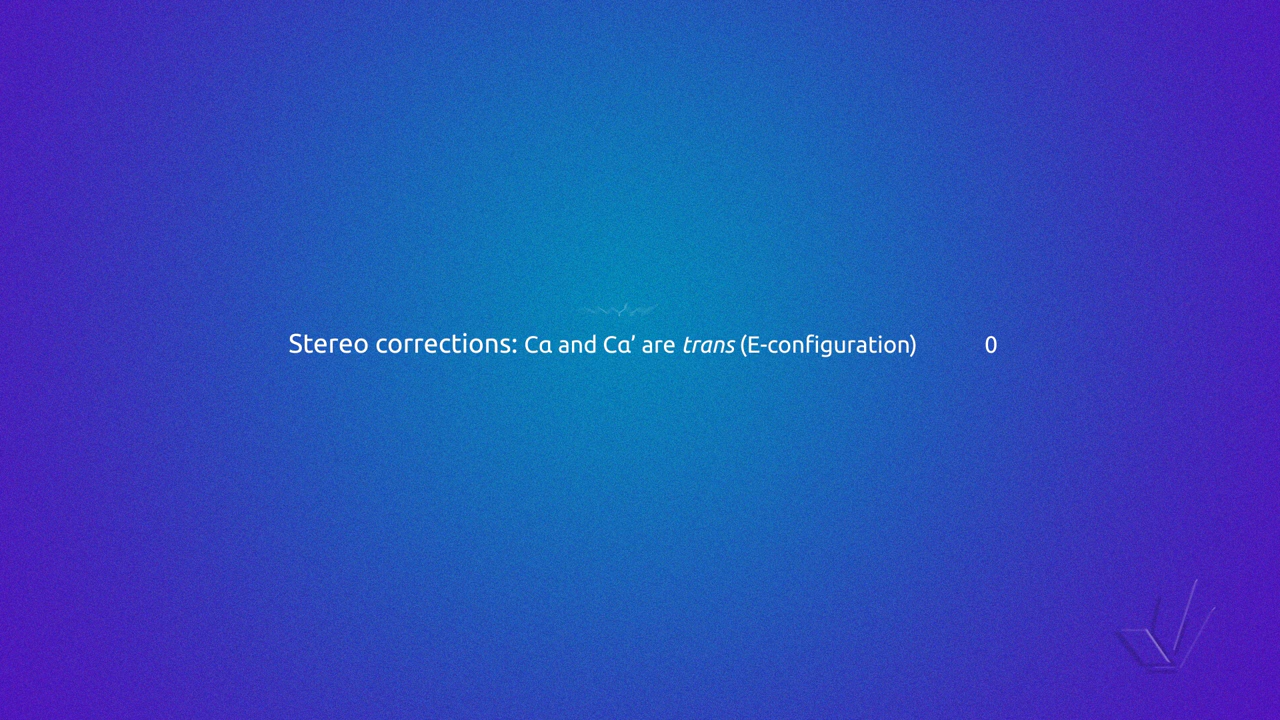 Stereo corrections: Cα and Cα’ are trans (E-configuration) 0